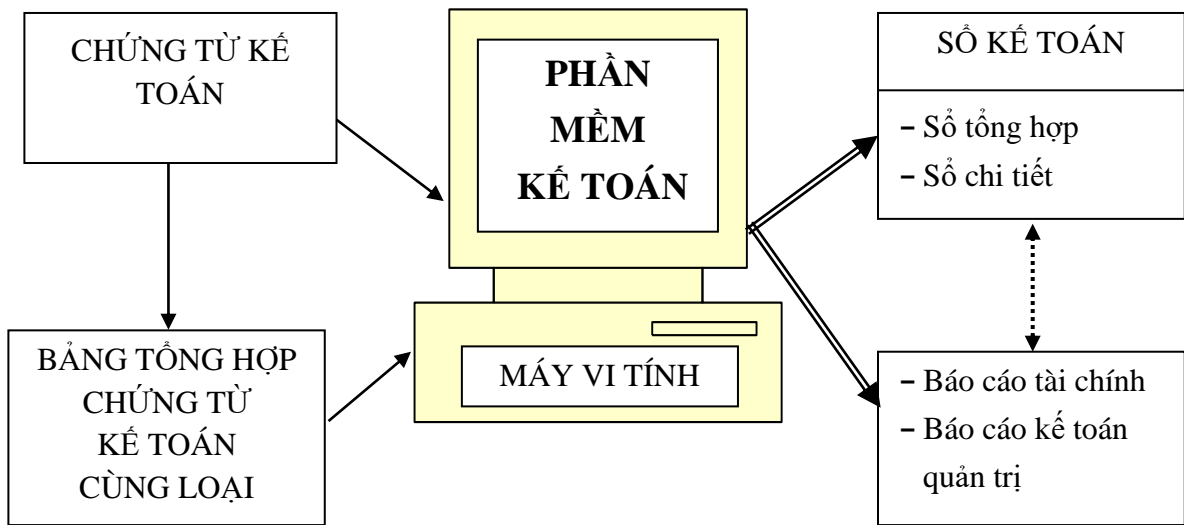 CHỨNG TỪ KẾ
TOÁN
BẢNG TỔNG HỢP
CHỨNG TỪ
KẾ TOÁN
CÙNG LOẠI
PHẦN
MỀM
KẾ TOÁN
MÁY VI TÍNH
SỔ KẾ TOÁN
– Sổ tổng hợp
– Sổ chi tiết
– Báo cáo tài chính
– Báo cáo kế toán
quản trị